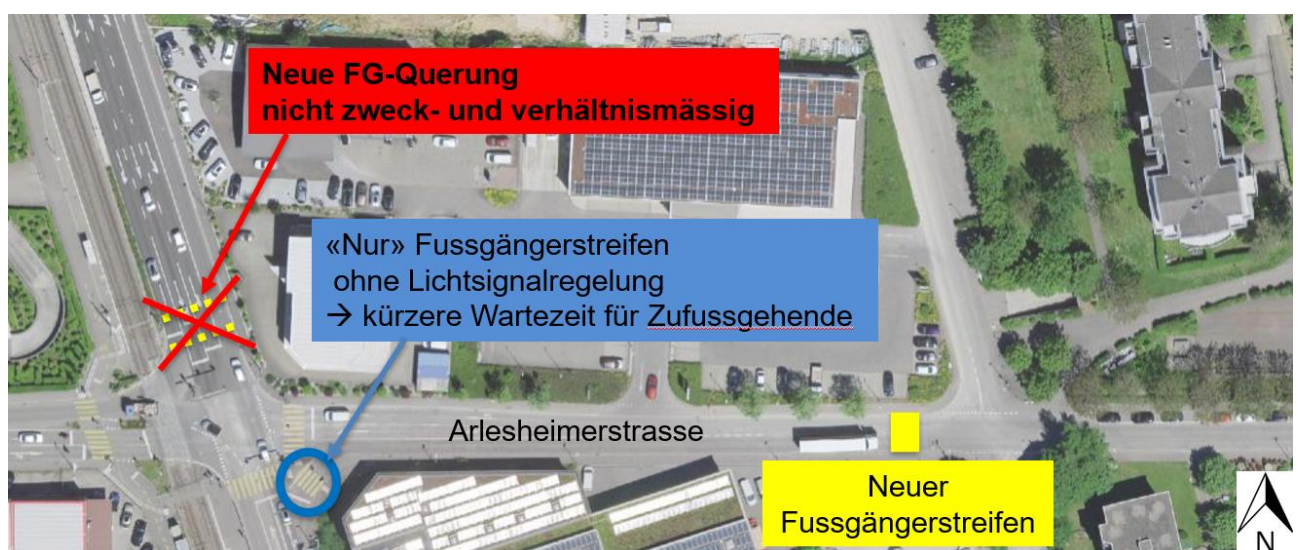 Neue FG-Querung
nicht zweck- und verhältnismässig
«Nur» Fussgängerstreifen
ohne Lichtsignalregelung
→ kürzere Wartezeit für Zufussgehende
Arlesheimerstrasse
Neuer
Fussgängerstreifen
N